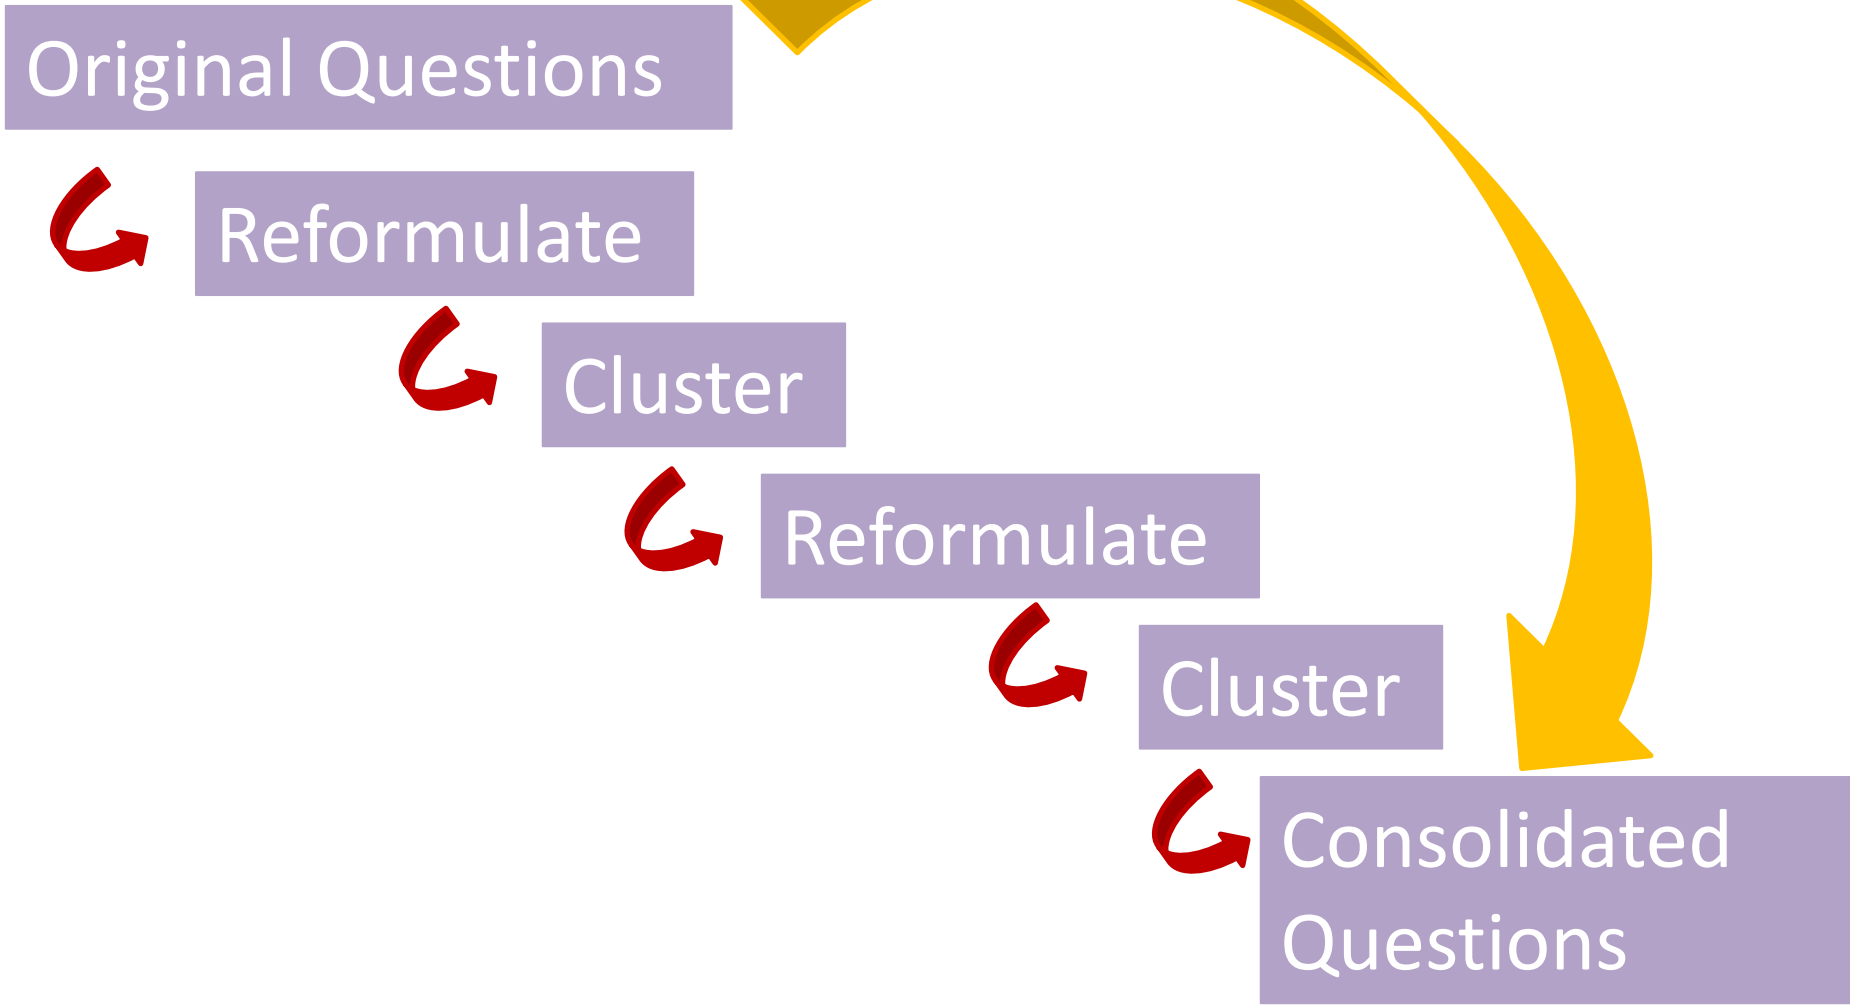 Original Questions
Reformulate
Cluster
Reformulate
Cluster
Consolidated
Questions